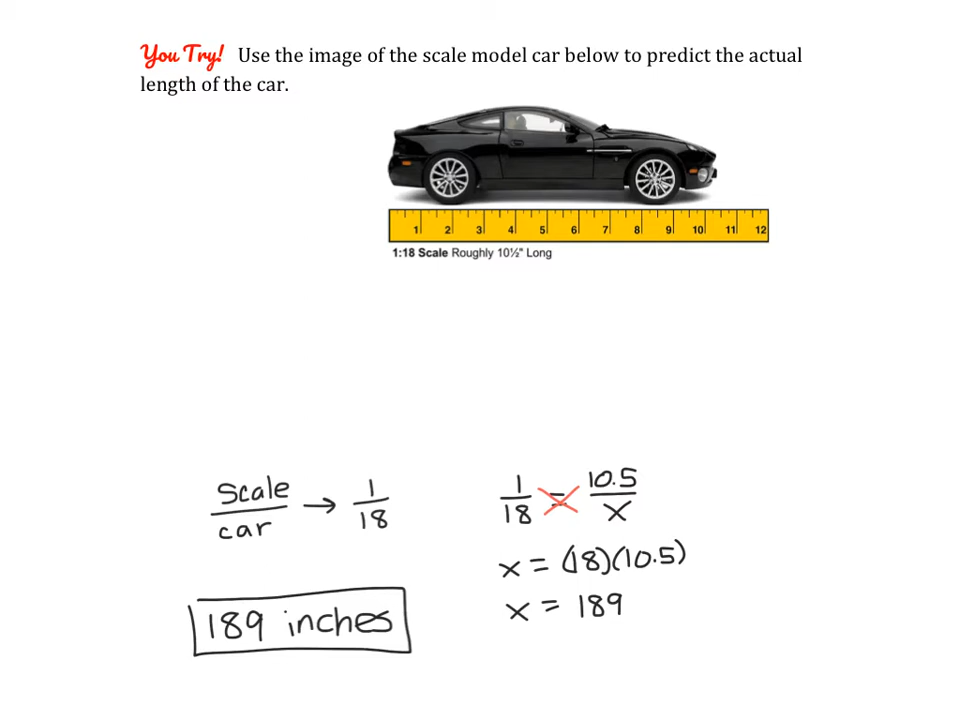 You Try! Use the image of the scale model car below to predict the actual
length of the car.
1 2 3 4 5 6 7 8 9 10 11 12
1:18 Scale Roughly 10½" Long
Scale/car → 1/18
1/18 = 10.5/x
x = (18)(10.5)
x = 189
189 inches